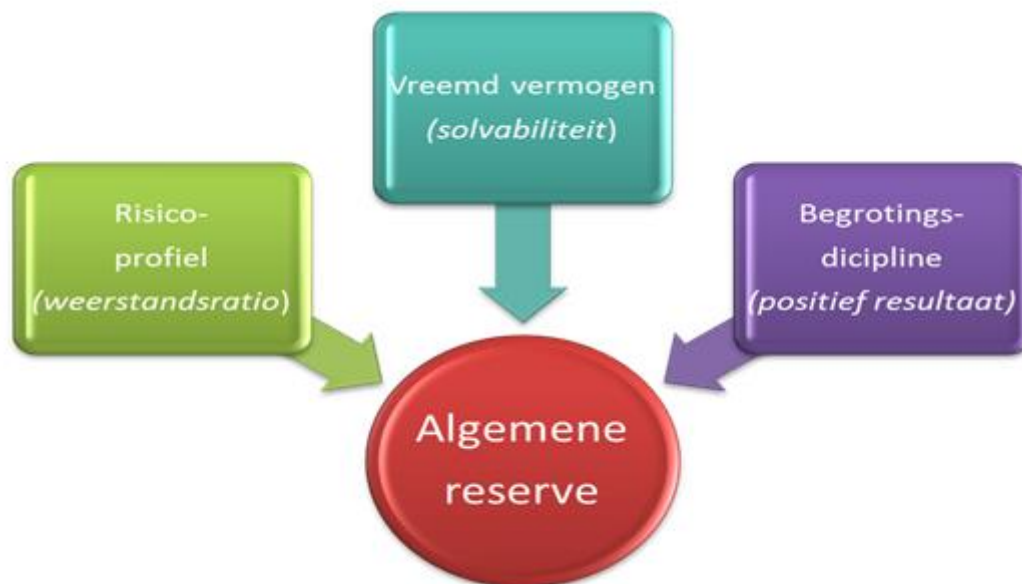 Vreemd vermogen
(solvabiliteit)
Risico-
profiel
(weerstandsratio)
Begrotings-
dicipline
(positief resultaat)
Algemene
reserve